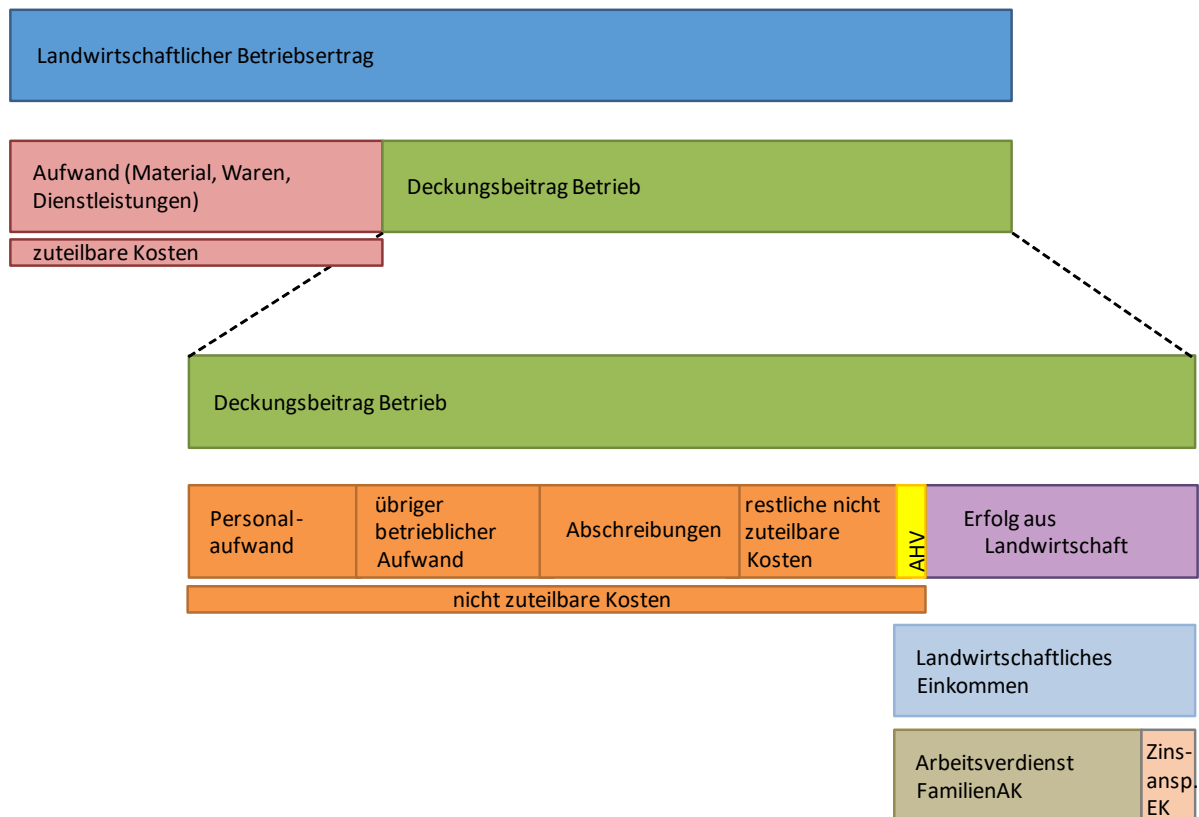 Landwirtschaftlicher Betriebsertrag
Aufwand (Material, Waren,
Dienstleistungen)
Deckungsbeitrag Betrieb
zuteilbare Kosten
Deckungsbeitrag Betrieb
Personal-
aufwand
übriger
betrieblicher
Aufwand
Abschreibungen
restliche nicht
zuteilbare
Kosten
AHV
Erfolg aus
Landwirtschaft
nicht zuteilbare Kosten
Landwirtschaftliches
Einkommen
Arbeitsverdienst
FamilienAK
Zins-
ansp.
EK